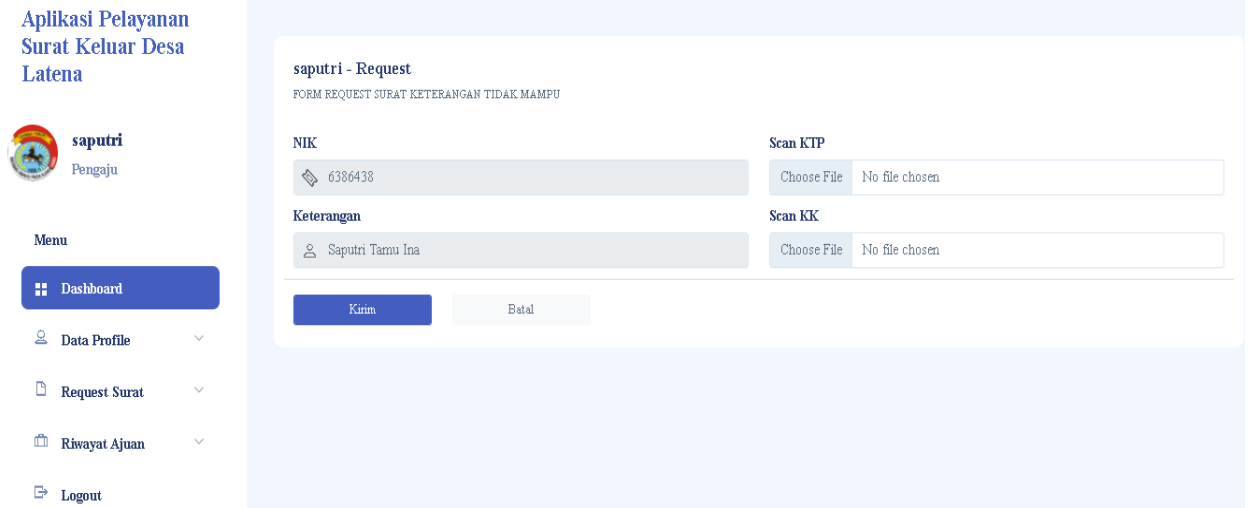 Aplikasi Pelayanan
Surat Keluar Desa
Latena
saputri
Pengaju
Menu
Dashboard
Data Profile
Request Surat
Riwayat Ajuan
Logout
saputri - Request
FORM REQUEST SURAT KETERANGAN TIDAK MAMPU
NIK
6386438
Keterangan
Saputri Tamu Ina
Scan KTP
Choose File No file chosen
Scan KK
Choose File No file chosen
Kirim
Batal